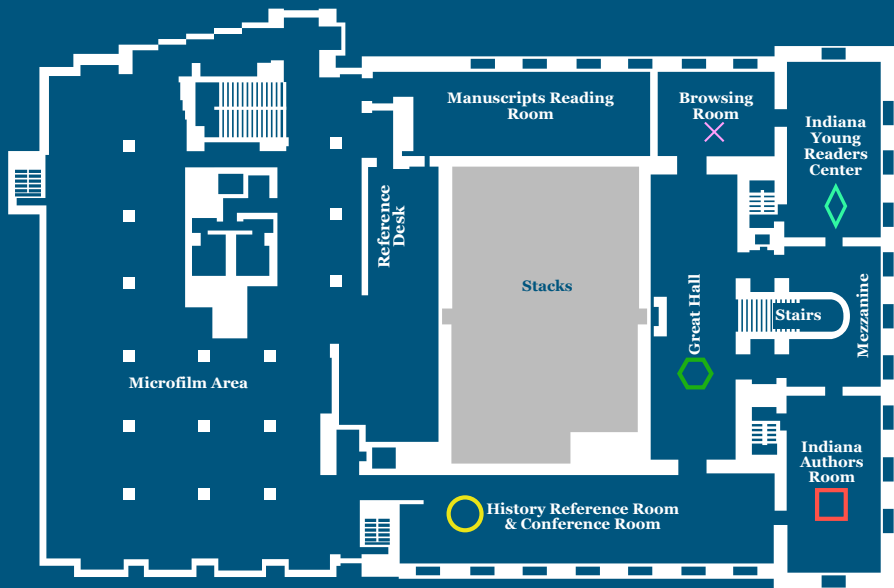 Manuscripts Reading
Room
Browsing
Room
Indiana
Young
Readers
Center
Reference
Desk
Stacks
Great Hall
Stairs
Mezzanine
Microfilm Area
Indiana
Authors
Room
History Reference Room
& Conference Room